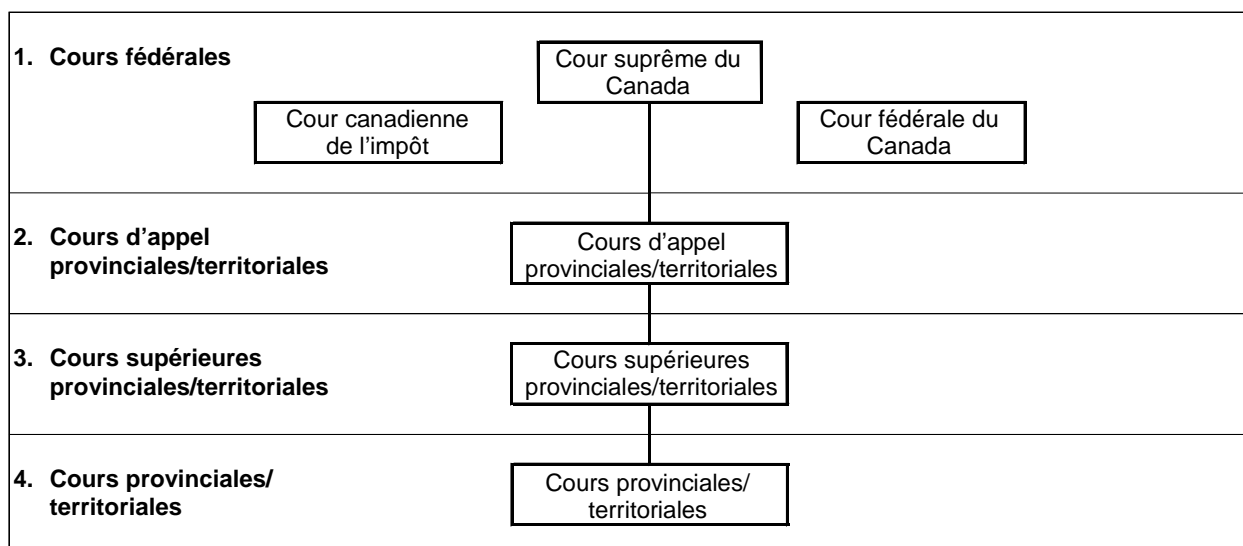 1. Cours fédérales
Cour suprême du
Canada
Cour canadienne
de l’impôt
Cour fédérale du
Canada
2. Cours d’appel
provinciales/territoriales
Cours d’appel
provinciales/territoriales
3. Cours supérieures
provinciales/territoriales
Cours supérieures
provinciales/territoriales
4. Cours provinciales/
territoriales
Cours provinciales/
territoriales